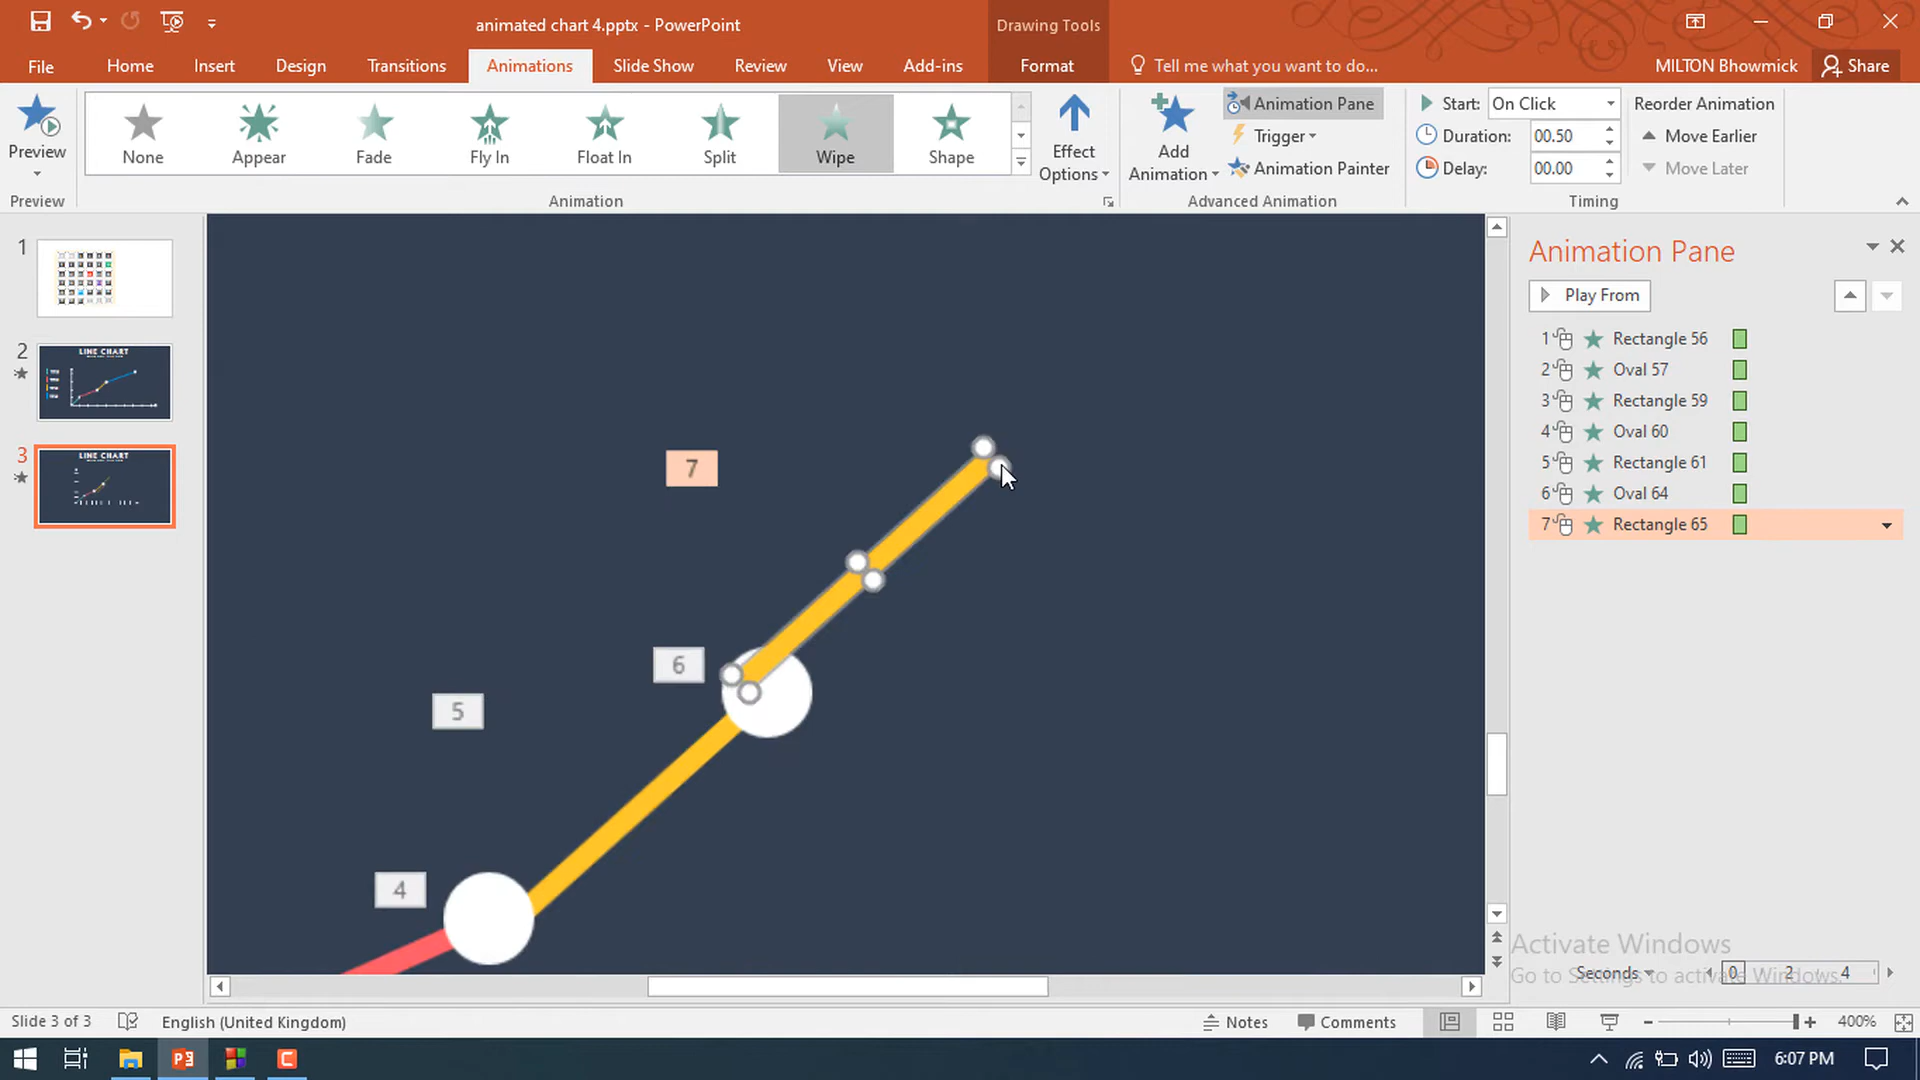 animated chart 4.pptx - PowerPoint
Drawing Tools
File
Home
Insert
Design
Transitions
Animations
Slide Show
Review
View
Add-ins
Format
Tell me what you want to do...
MILTON Bhowmick
Share
Preview
None
Appear
Fade
Fly In
Float In
Split
Wipe
Shape
Effect
Options
Add
Animation
Animation Pane
Trigger
Animation Painter
Start:
On Click
Duration:
00.50
Delay:
00.00
Reorder Animation
Move Earlier
Move Later
Preview
Animation
Advanced Animation
Timing
1
2
LINE CHART
3
LINE CHART
7
6
5
4
Animation Pane
Play From
1 Rectangle 56
2 Oval 57
3 Rectangle 59
4 Oval 60
5 Rectangle 61
6 Oval 64
7 Rectangle 65
Activate Windows
Go to Settings to activate Windows.
Seconds
0
2
4
Slide 3 of 3
English (United Kingdom)
Notes
Comments
400%
6:07 PM